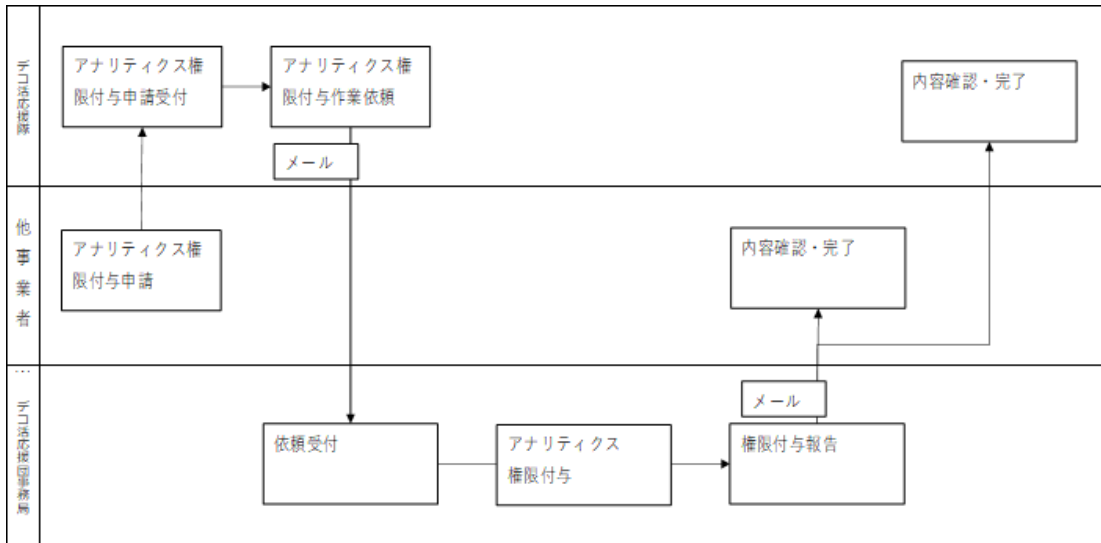 デコ活応援隊
アナリティクス権
限付与申請受付
アナリティクス権
限付与作業依頼
メール
内容確認・完了
他事業者
アナリティクス権
限付与申請
内容確認・完了
デコ活応援団事務局
メール
依頼受付
アナリティクス
権限付与
権限付与報告